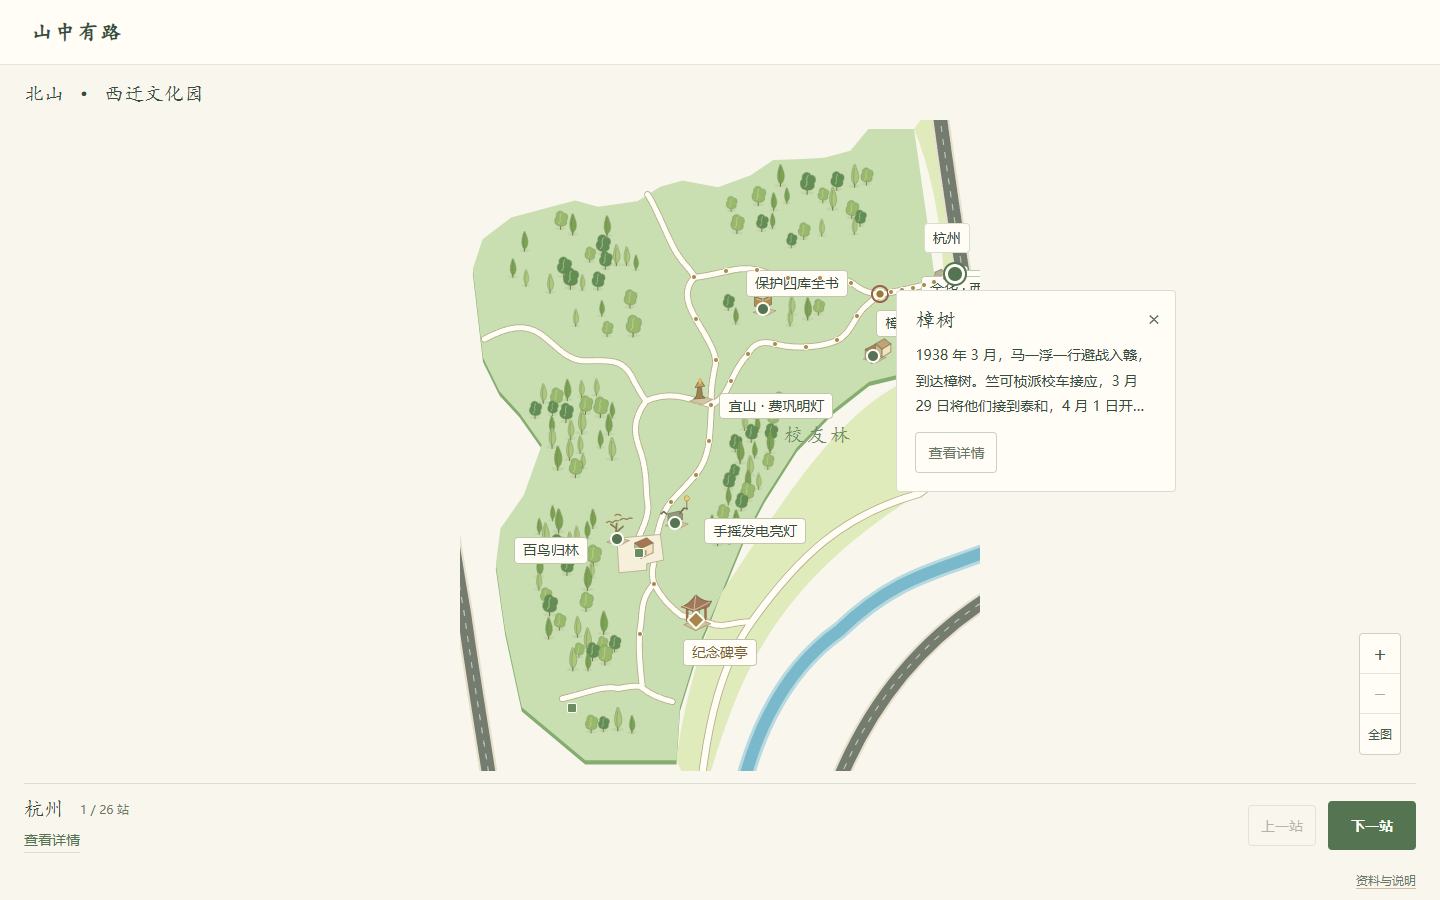 山中有路
北山 • 西迁文化园
杭州
保护四库全书
樟树
1938 年 3 月，马一浮一行避战入赣，
到达樟树。竺可桢派校车接应，3 月
29 日将他们接到泰和，4 月 1 日开...
查看详情
宜山 · 费巩明灯
校友林
手摇发电亮灯
百鸟归林
纪念碑亭
+
−
全图
杭州 1 / 26 站
查看详情
上一站
下一站
资料与说明